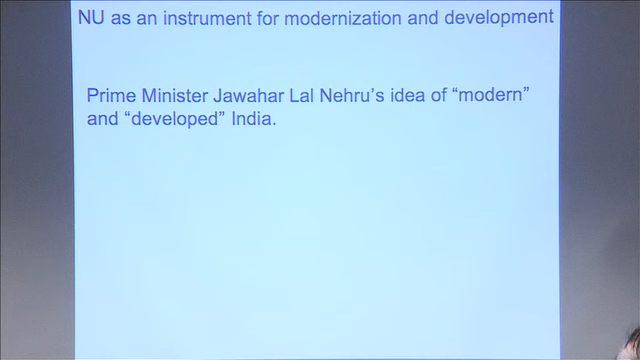 NU as an instrument for modernization and development
Prime Minister Jawahar Lal Nehru’s idea of “modern”
and “developed” India.